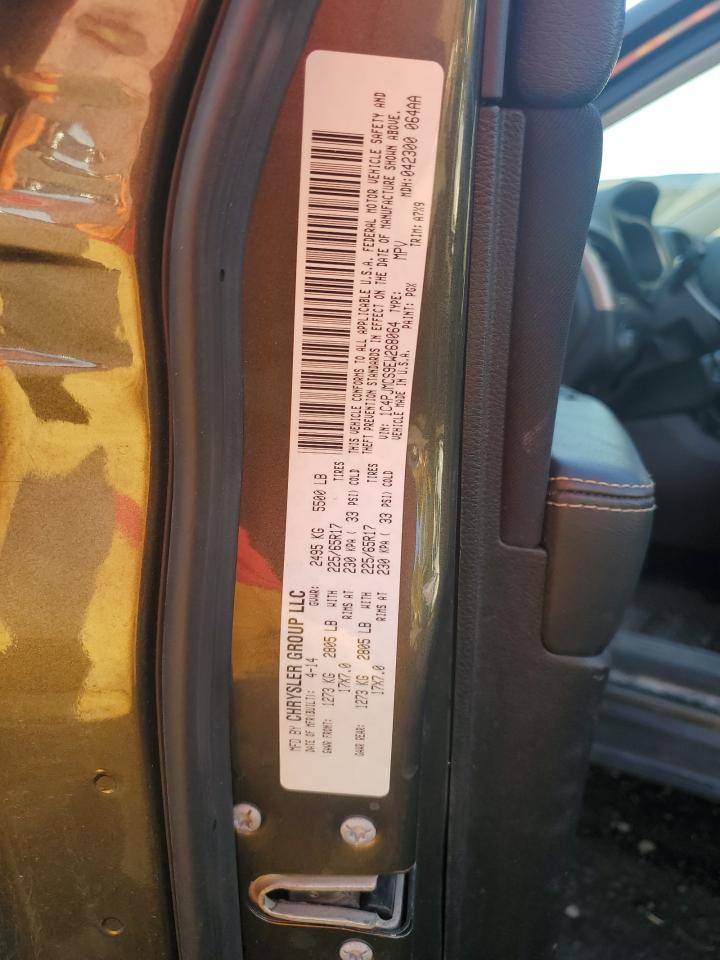 MFD BY CHRYSLER GROUP LLC
DATE OF MFR(BUILT): 4-14 GVWR: 2495 KG 5500 LB
GAWR FRONT: 1273 KG 2805 LB WITH 225/65R17 TIRES
17X7.0 RIMS AT 230 KPA ( 33 PSI) COLD
GAWR REAR: 1273 KG 2805 LB WITH 225/65R17 TIRES
17X7.0 RIMS AT 230 KPA ( 33 PSI) COLD
THIS VEHICLE CONFORMS TO ALL APPLICABLE U.S.A. FEDERAL MOTOR VEHICLE SAFETY AND
THEFT PREVENTION STANDARDS IN EFFECT ON THE DATE OF MANUFACTURE SHOWN ABOVE.
VIN: 1C4PJMCS9EW268064 TYPE: MPV MDH:042300 064AA
VEHICLE MADE IN U.S.A. PAINT: PGX TRIM: A7X9